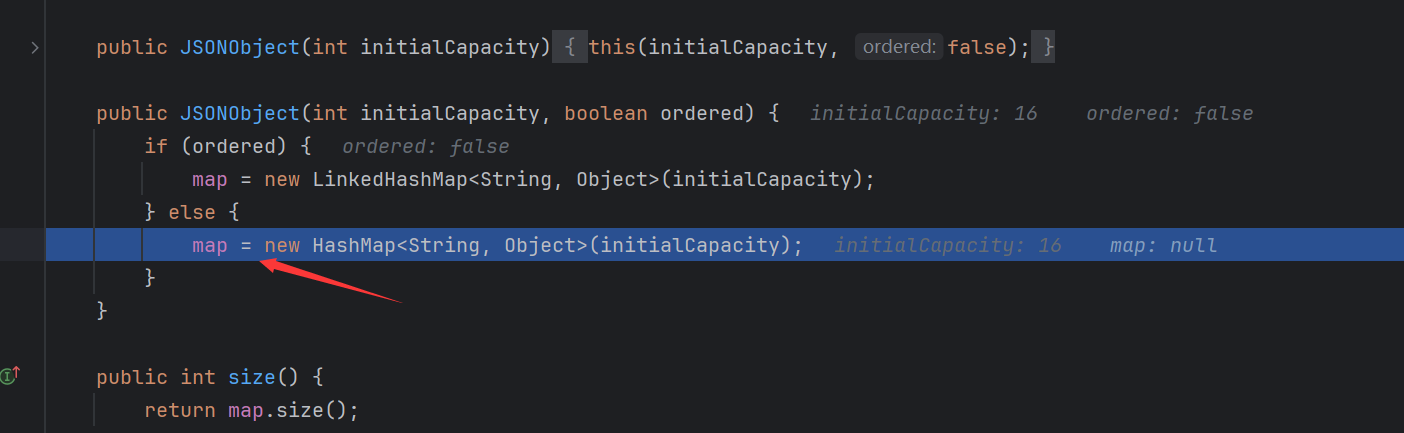 public JSONObject(int initialCapacity) { this(initialCapacity, ordered: false); }
public JSONObject(int initialCapacity, boolean ordered) { initialCapacity: 16 ordered: false
if (ordered) { ordered: false
map = new LinkedHashMap<String, Object>(initialCapacity);
} else {
map = new HashMap<String, Object>(initialCapacity); initialCapacity: 16 map: null
}
}
public int size() {
return map.size();